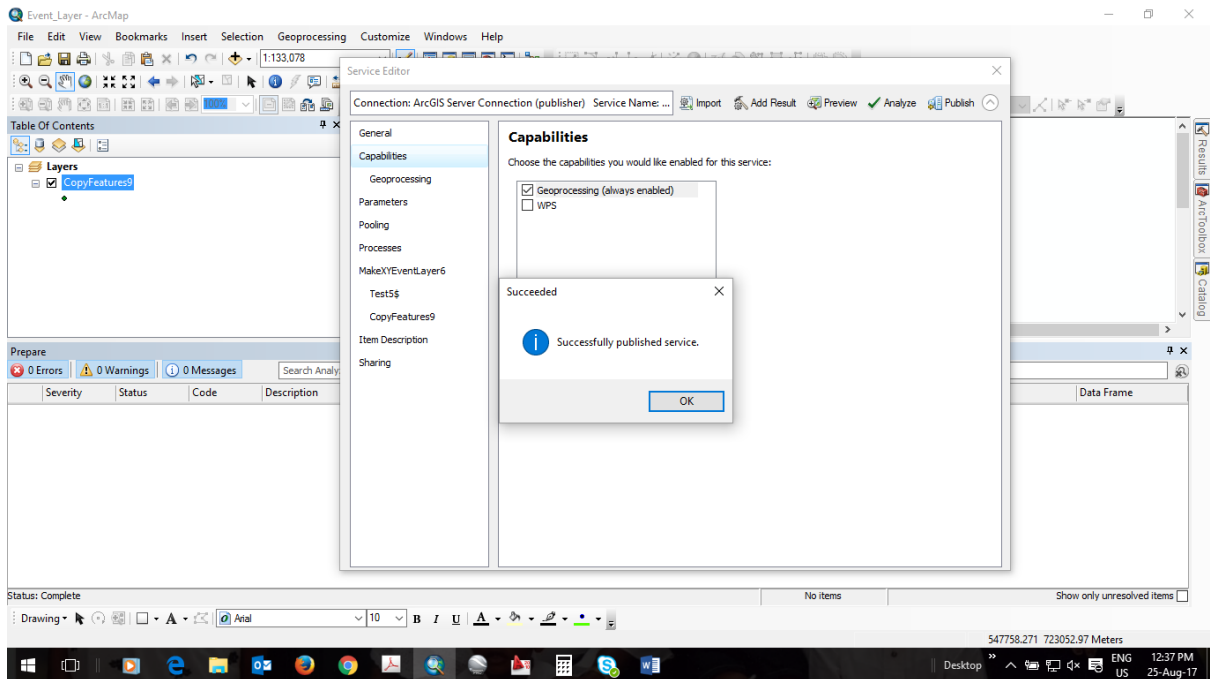 Event_Layer - ArcMap
File Edit View Bookmarks Insert Selection Geoprocessing Customize Windows Help
1:133,078
100%
Table Of Contents
Layers
CopyFeatures9
Service Editor
Connection: ArcGIS Server Connection (publisher) Service Name: ... Import Add Result Preview Analyze Publish
General
Capabilities
Geoprocessing
Parameters
Pooling
Processes
MakeXYEventLayer6
Test5$
CopyFeatures9
Item Description
Sharing
Capabilities
Choose the capabilities you would like enabled for this service:
Geoprocessing (always enabled)
WPS
Succeeded
Successfully published service.
OK
Results
ArcToolbox
Catalog
Prepare
0 Errors 0 Warnings 0 Messages Search Analy
Severity Status Code Description Data Frame
Status: Complete No items Show only unresolved items
Drawing A Arial 10 B I U A
547758.271 723052.97 Meters
Desktop ENG 12:37 PM
US 25-Aug-17